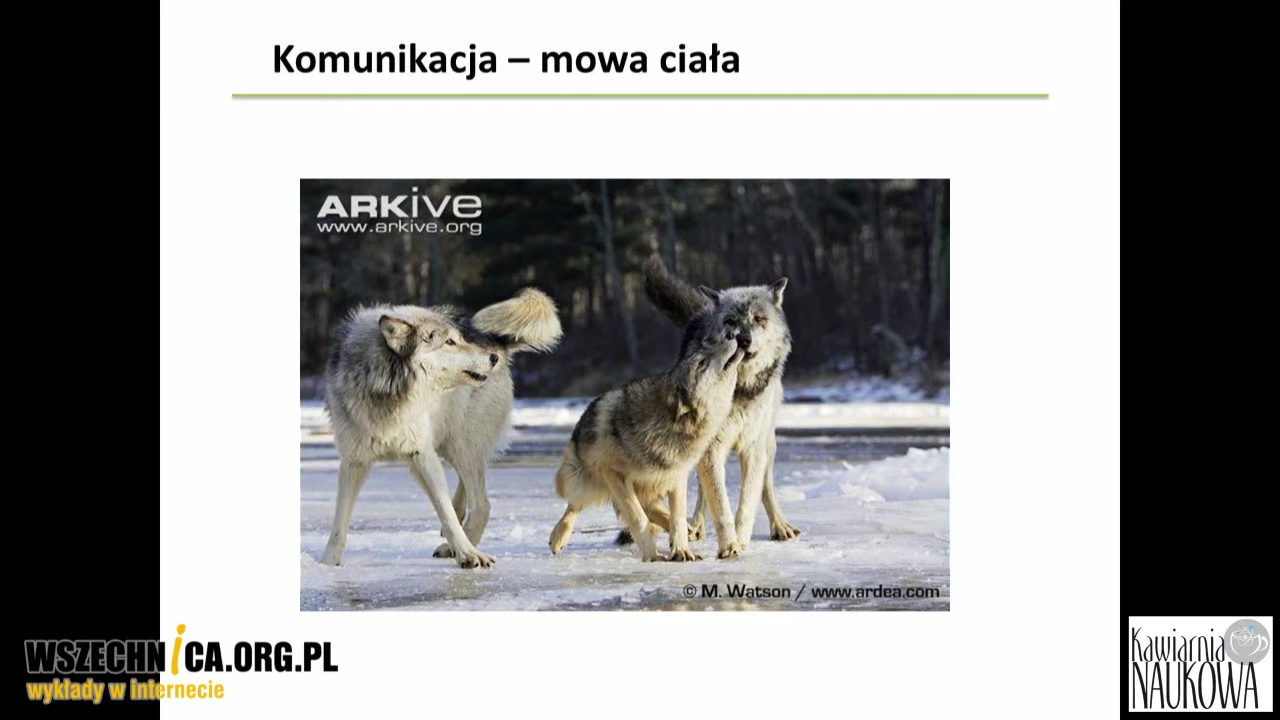 Komunikacja – mowa ciała
ARKive
www.arkive.org
© M. Watson / www.ardea.com
WSZECHNiCA.ORG.PL
wykłady w internecie
Kawiarnia
NAUKOWA